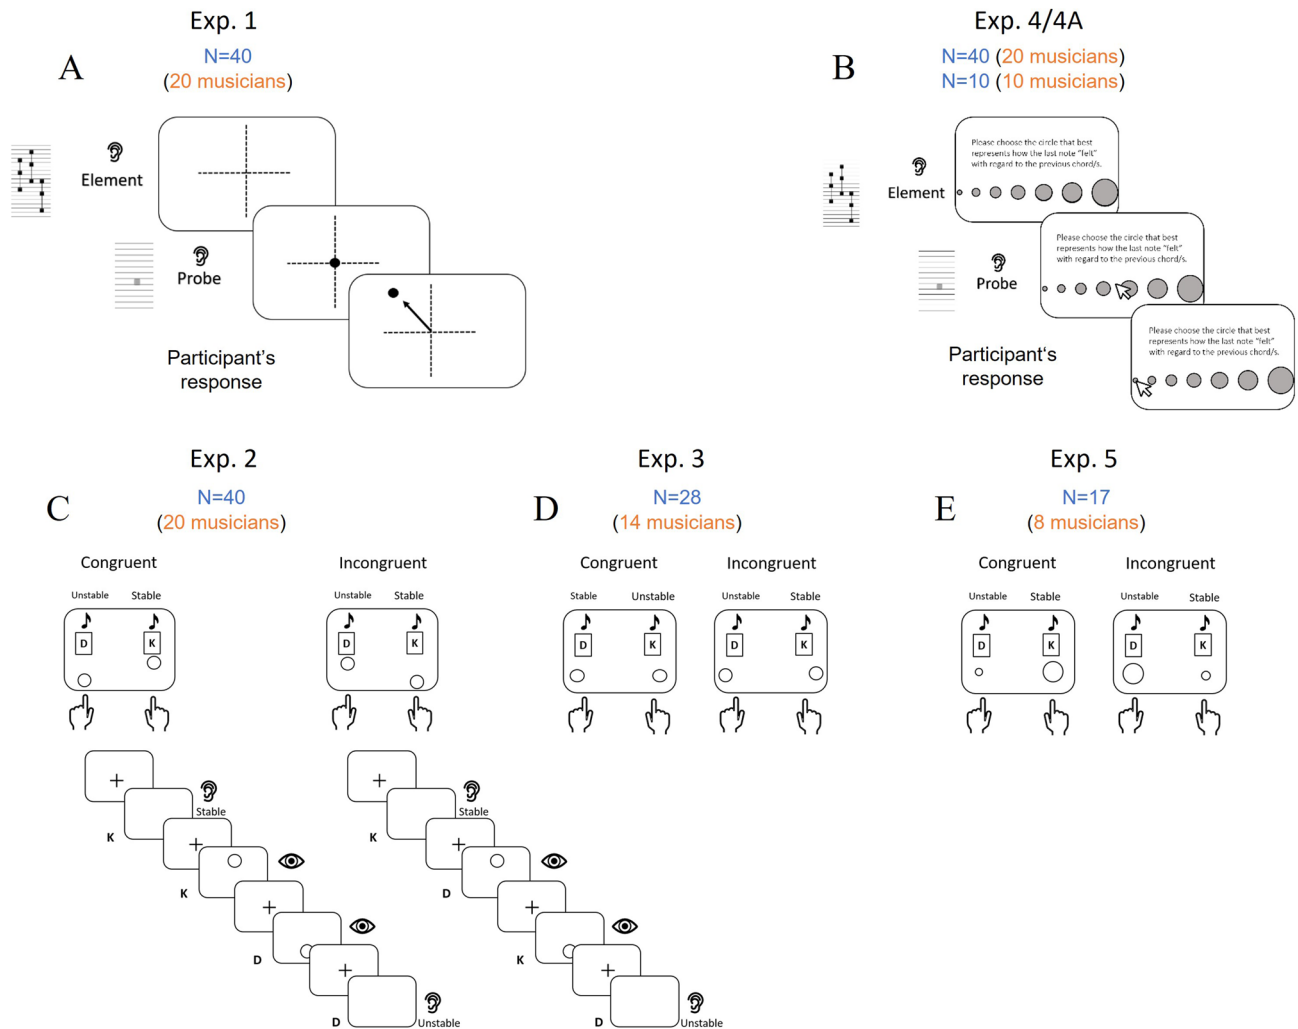 Exp. 1
A
N=40
(20 musicians)
Element
Probe
Participant's
response
Exp. 4/4A
B
N=40 (20 musicians)
N=10 (10 musicians)
Element
Please choose the circle that best
represents how the last note "felt"
with regard to the previous chord/s.
Probe
Please choose the circle that best
represents how the last note "felt"
with regard to the previous chord/s.
Participant‘s
response
Please choose the circle that best
represents how the last note "felt"
with regard to the previous chord/s.
Exp. 2
C
N=40
(20 musicians)
Congruent
Unstable Stable
D K
Incongruent
Unstable Stable
D K
Stable
K
K
D
D
Unstable
Stable
K
D
K
D
Unstable
Exp. 3
D
N=28
(14 musicians)
Congruent
Stable Unstable
D K
Incongruent
Unstable Stable
D K
Exp. 5
E
N=17
(8 musicians)
Congruent
Unstable Stable
D K
Incongruent
Unstable Stable
D K